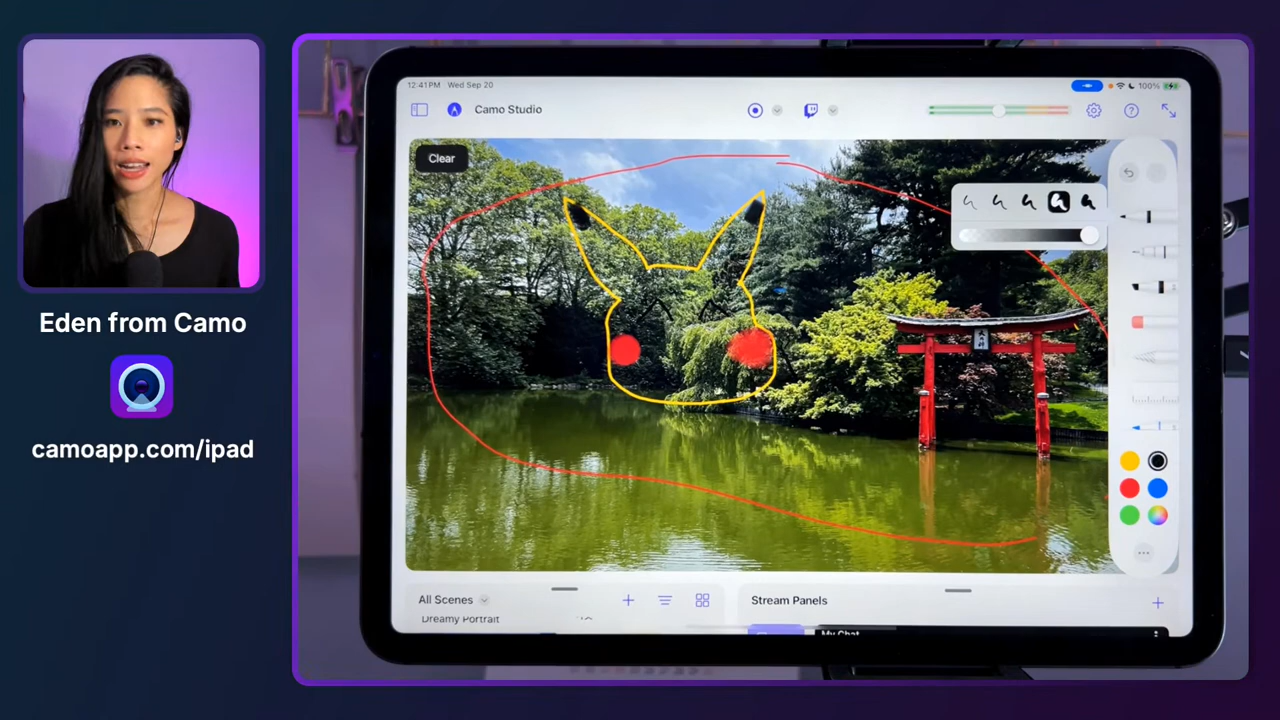 Eden from Camo
camoapp.com/ipad
12:41 PM Wed Sep 20
100%
Camo Studio
Clear
All Scenes
Dreamy Portrait
Stream Panels
My Chat